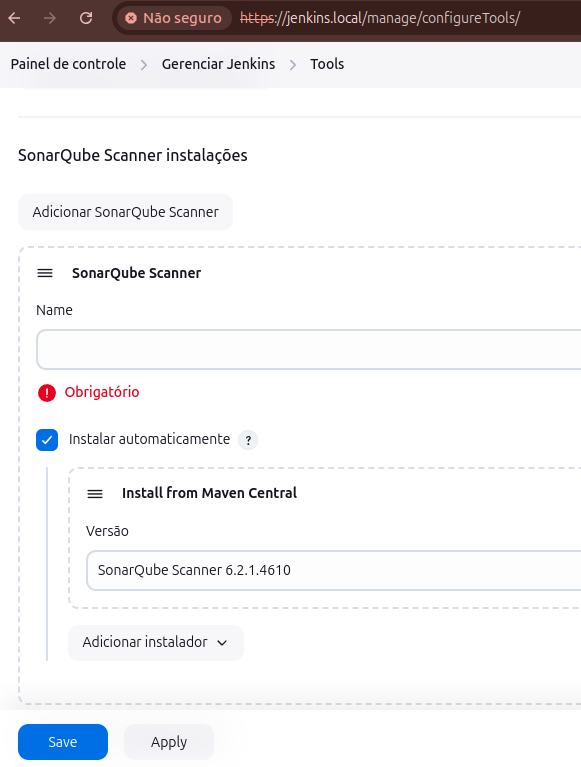 Não seguro https://jenkins.local/manage/configureTools/
Painel de controle > Gerenciar Jenkins > Tools
SonarQube Scanner instalações
Adicionar SonarQube Scanner
SonarQube Scanner
Name
! Obrigatório
Instalar automaticamente ?
Install from Maven Central
Versão
SonarQube Scanner 6.2.1.4610
Adicionar instalador
Save Apply